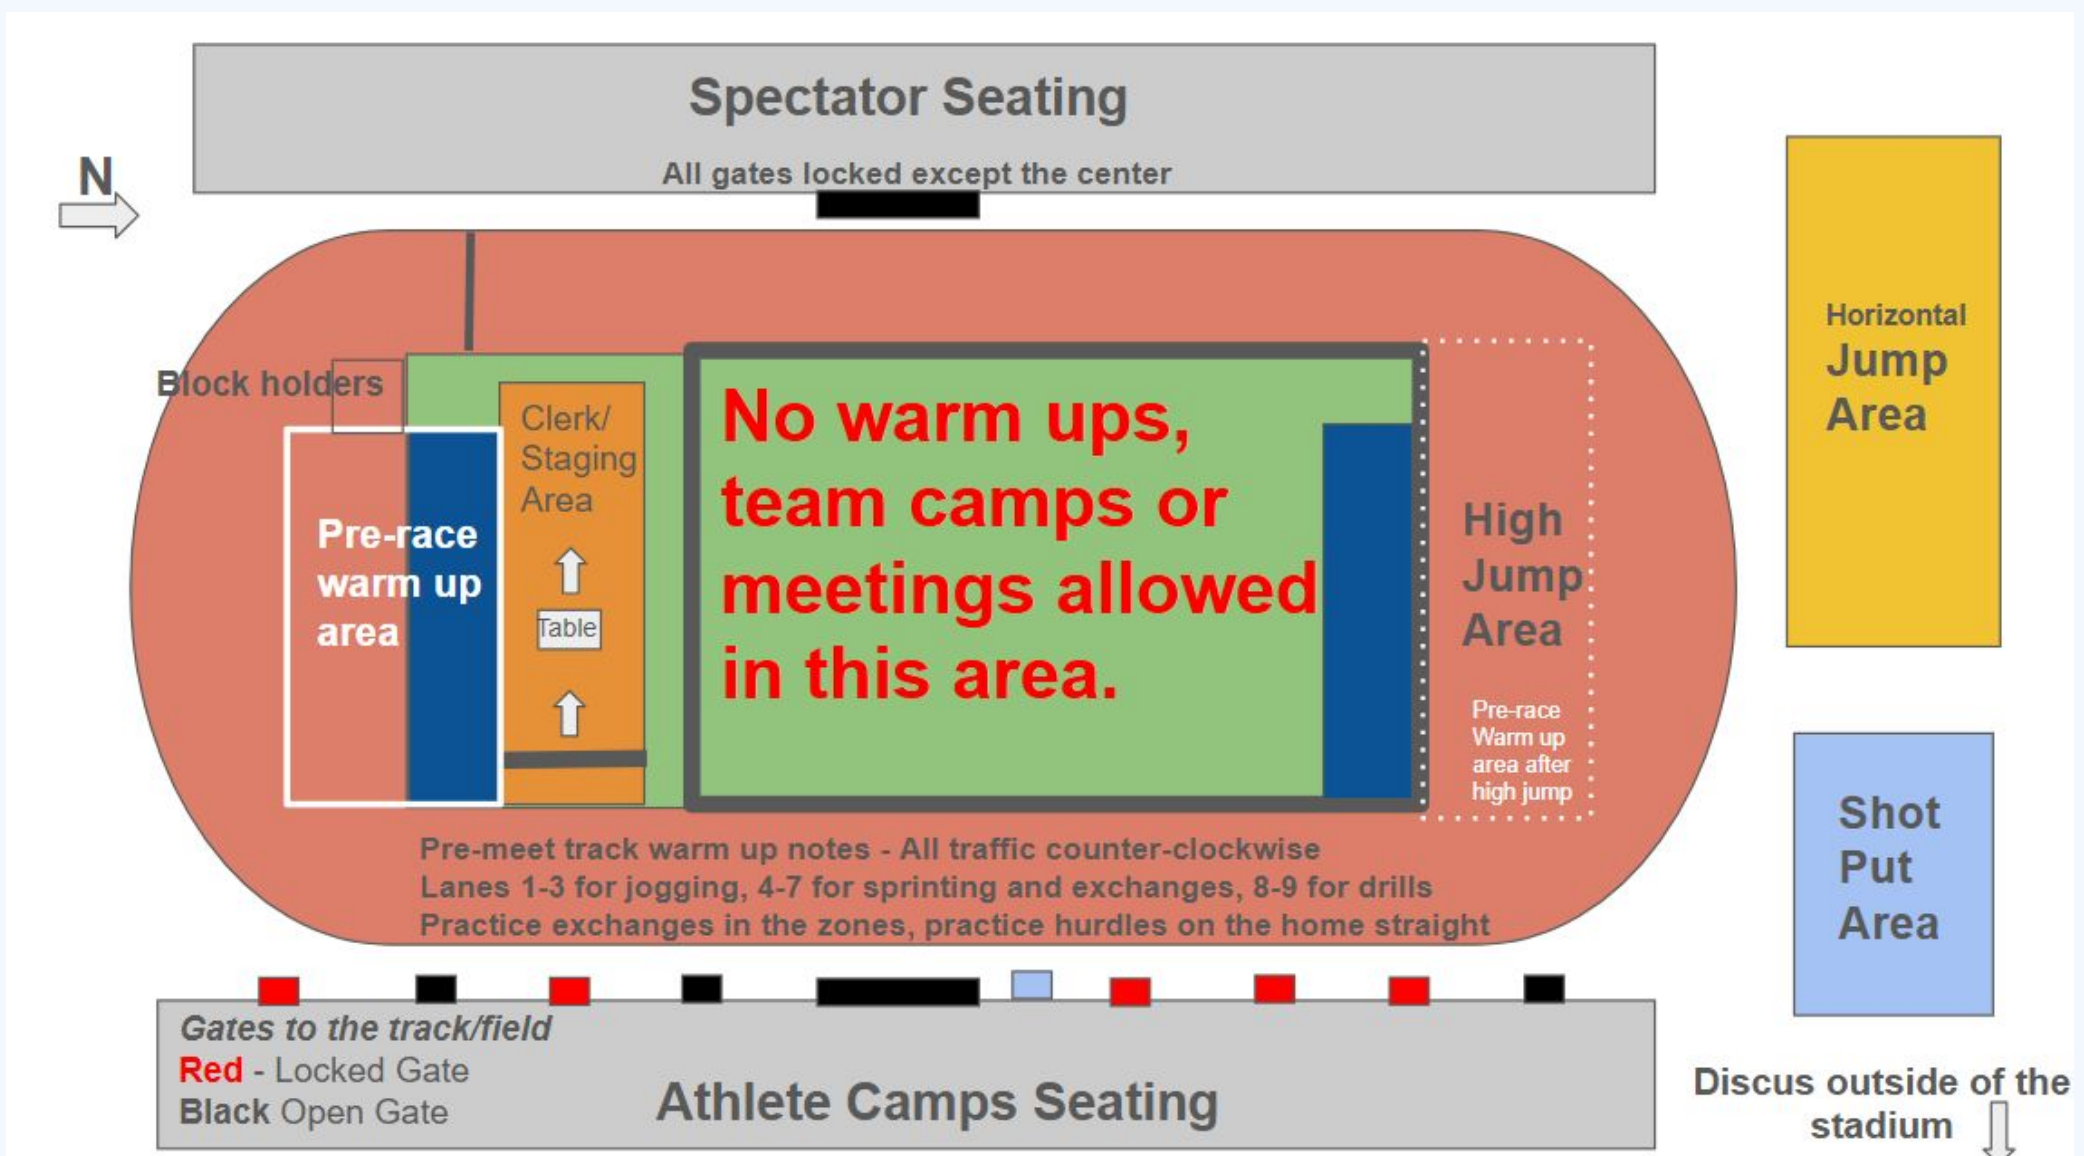 Spectator Seating
All gates locked except the center
N
Block holders
Clerk/
Staging
Area
Table
Pre-race
warm up
area
No warm ups,
team camps or
meetings allowed
in this area.
High
Jump
Area
Pre-race
Warm up
area after
high jump
Horizontal
Jump
Area
Shot
Put
Area
Pre-meet track warm up notes - All traffic counter-clockwise
Lanes 1-3 for jogging, 4-7 for sprinting and exchanges, 8-9 for drills
Practice exchanges in the zones, practice hurdles on the home straight
Gates to the track/field
Red - Locked Gate
Black Open Gate
Athlete Camps Seating
Discus outside of the
stadium